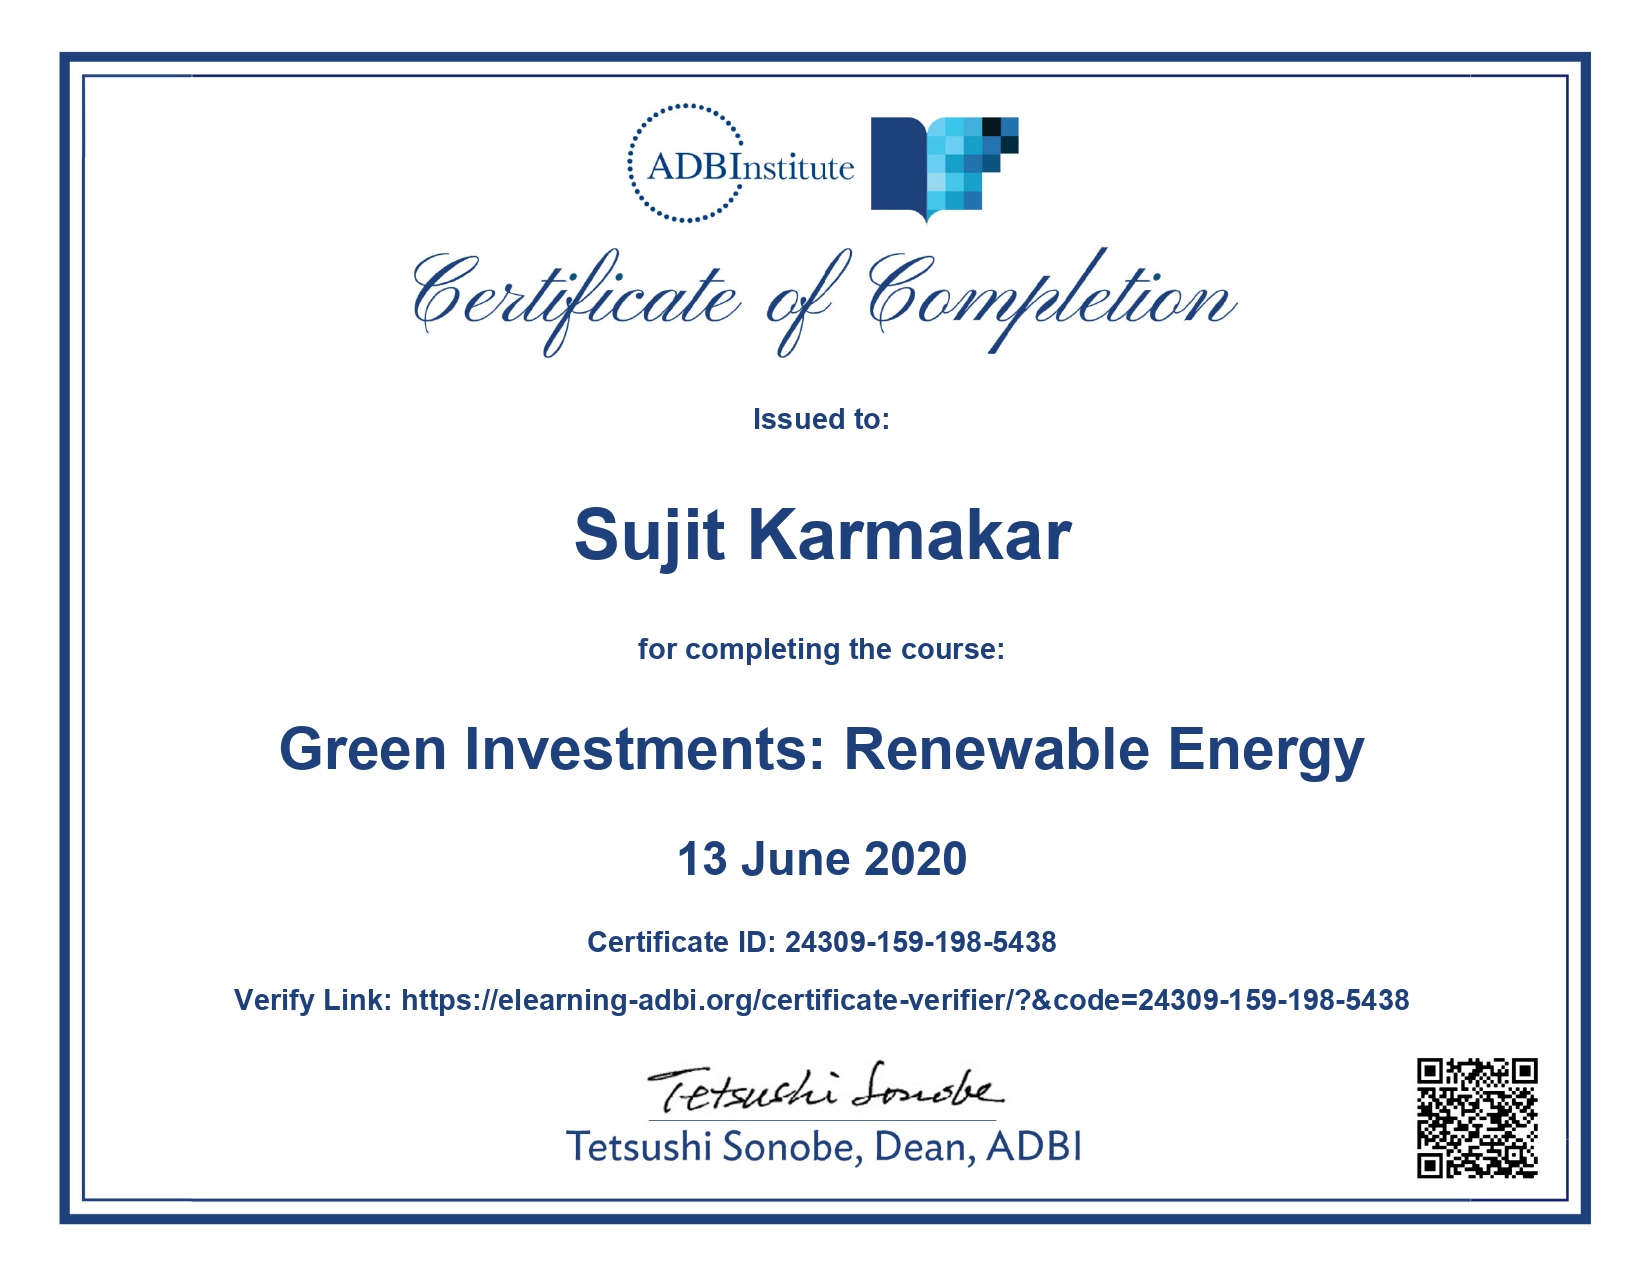 ADBInstitute
Certificate of Completion
Issued to:
Sujit Karmakar
for completing the course:
Green Investments: Renewable Energy
13 June 2020
Certificate ID: 24309-159-198-5438
Verify Link: https://elearning-adbi.org/certificate-verifier/?&code=24309-159-198-5438
Tetsushi Sonobe
Tetsushi Sonobe, Dean, ADBI